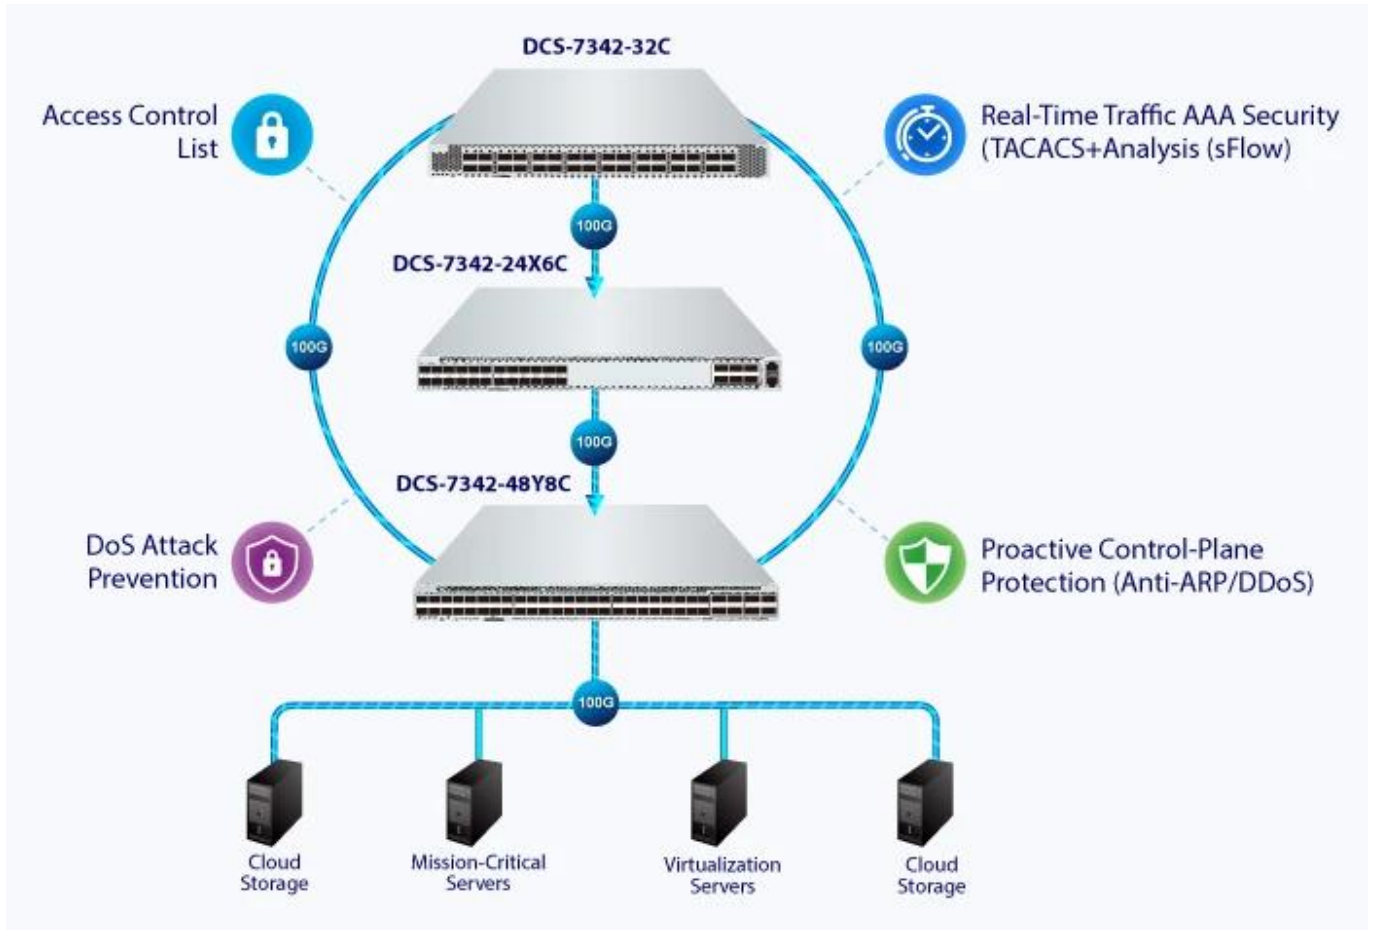 DCS-7342-32C
Access Control
List
Real-Time Traffic AAA Security
(TACACS+Analysis (sFlow)
100G
DCS-7342-24X6C
100G
100G
100G
DCS-7342-48Y8C
DoS Attack
Prevention
Proactive Control-Plane
Protection (Anti-ARP/DDoS)
100G
Cloud
Storage
Mission-Critical
Servers
Virtualization
Servers
Cloud
Storage